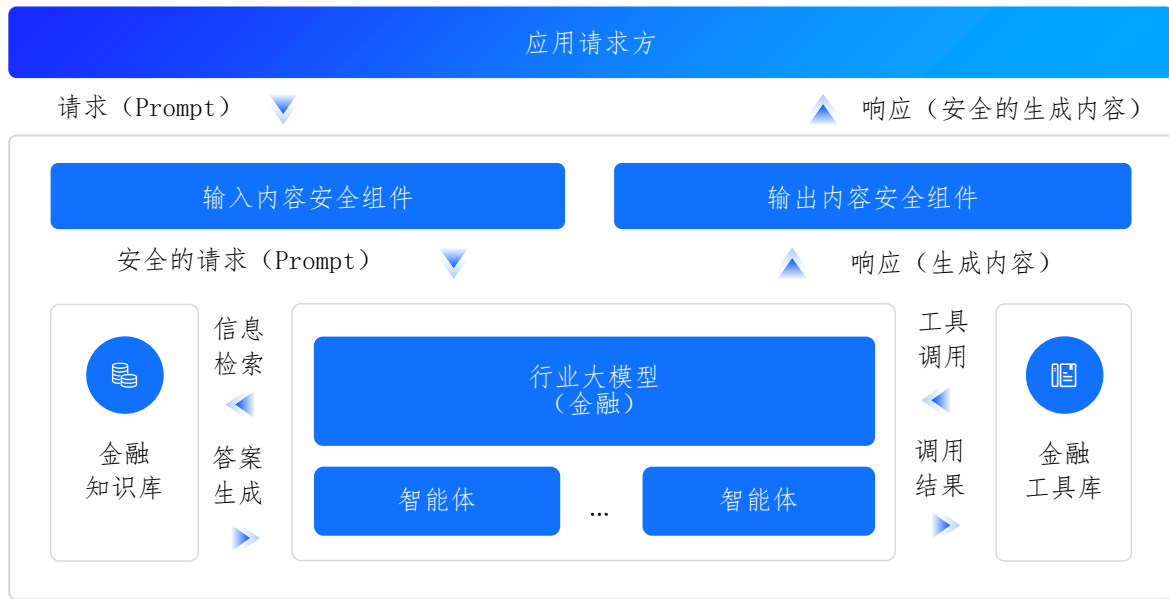 应用请求方
请求（Prompt）
响应（安全的生成内容）
输入内容安全组件
输出内容安全组件
安全的请求（Prompt）
响应（生成内容）
信息
检索
工具
调用
行业大模型
（金融）
金融
知识库
答案
生成
调用
结果
金融
工具库
智能体
...
智能体